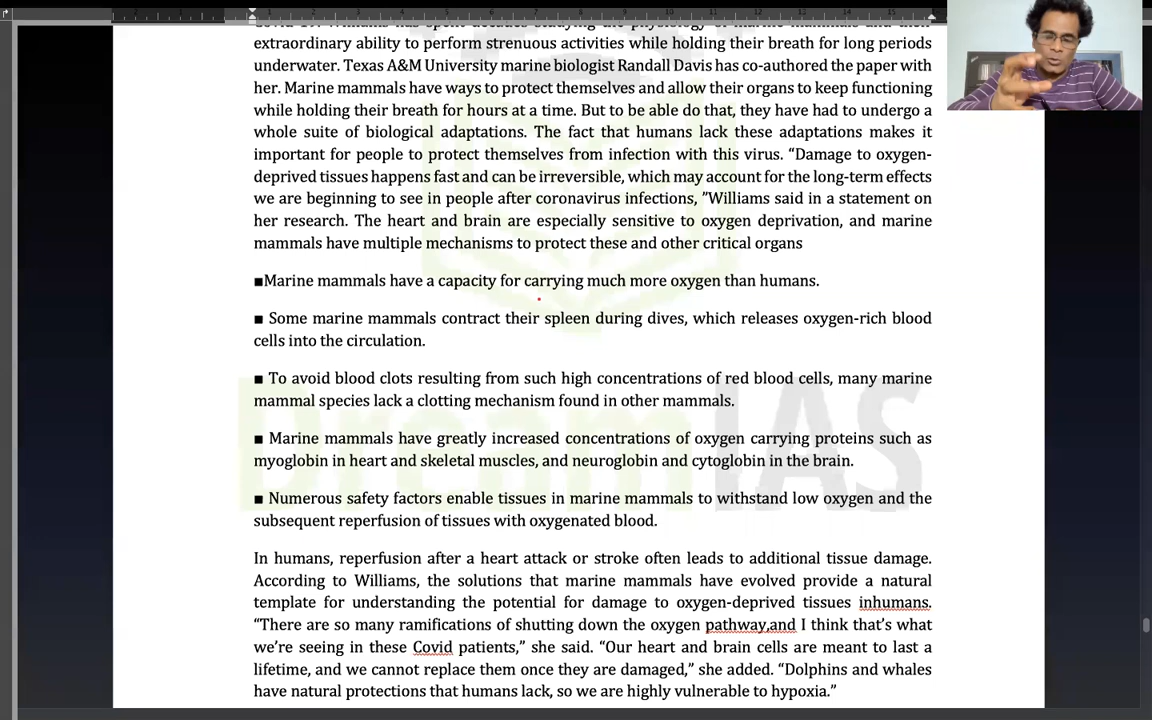 extraordinary ability to perform strenuous activities while holding their breath for long periods
underwater. Texas A&M University marine biologist Randall Davis has co-authored the paper with
her. Marine mammals have ways to protect themselves and allow their organs to keep functioning
while holding their breath for hours at a time. But to be able do that, they have had to undergo a
whole suite of biological adaptations. The fact that humans lack these adaptations makes it
important for people to protect themselves from infection with this virus. “Damage to oxygen-
deprived tissues happens fast and can be irreversible, which may account for the long-term effects
we are beginning to see in people after coronavirus infections, ”Williams said in a statement on
her research. The heart and brain are especially sensitive to oxygen deprivation, and marine
mammals have multiple mechanisms to protect these and other critical organs
■Marine mammals have a capacity for carrying much more oxygen than humans.
■ Some marine mammals contract their spleen during dives, which releases oxygen-rich blood
cells into the circulation.
■ To avoid blood clots resulting from such high concentrations of red blood cells, many marine
mammal species lack a clotting mechanism found in other mammals.
■ Marine mammals have greatly increased concentrations of oxygen carrying proteins such as
myoglobin in heart and skeletal muscles, and neuroglobin and cytoglobin in the brain.
■ Numerous safety factors enable tissues in marine mammals to withstand low oxygen and the
subsequent reperfusion of tissues with oxygenated blood.
In humans, reperfusion after a heart attack or stroke often leads to additional tissue damage.
According to Williams, the solutions that marine mammals have evolved provide a natural
template for understanding the potential for damage to oxygen-deprived tissues inhumans.
“There are so many ramifications of shutting down the oxygen pathway,and I think that’s what
we’re seeing in these Covid patients,” she said. “Our heart and brain cells are meant to last a
lifetime, and we cannot replace them once they are damaged,” she added. “Dolphins and whales
have natural protections that humans lack, so we are highly vulnerable to hypoxia.”
DreamIAS